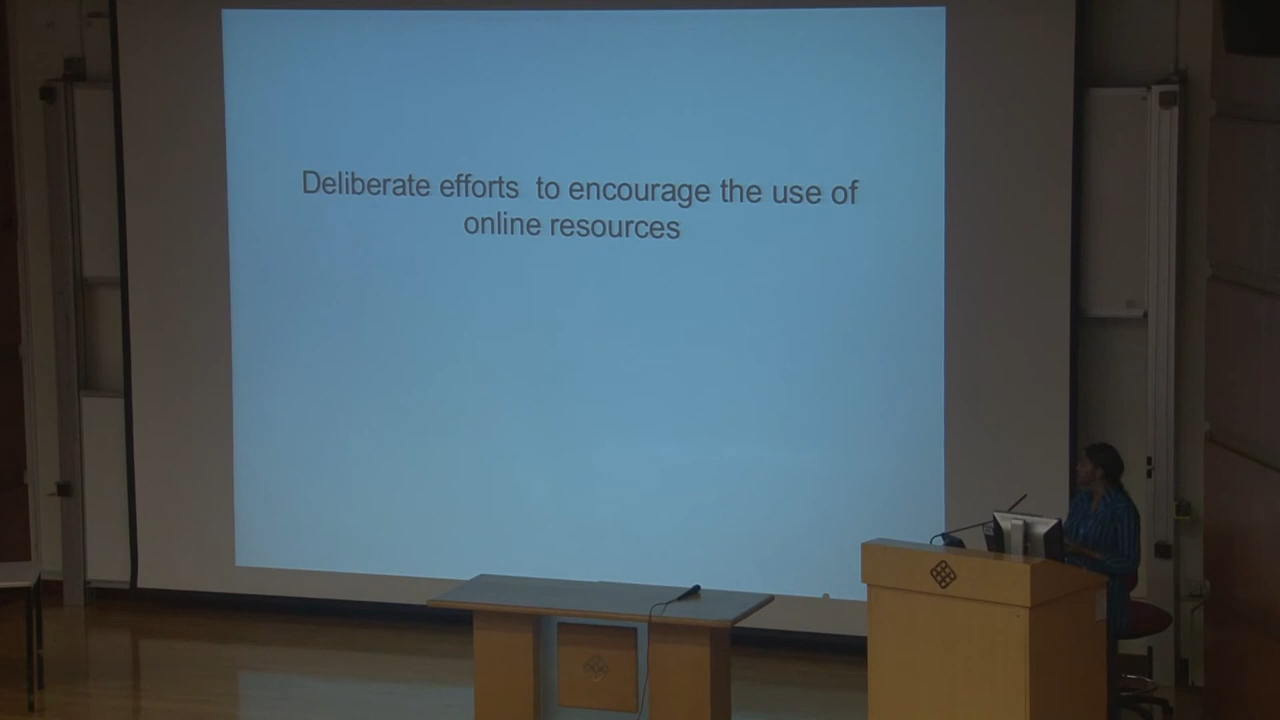 Deliberate efforts to encourage the use of
online resources